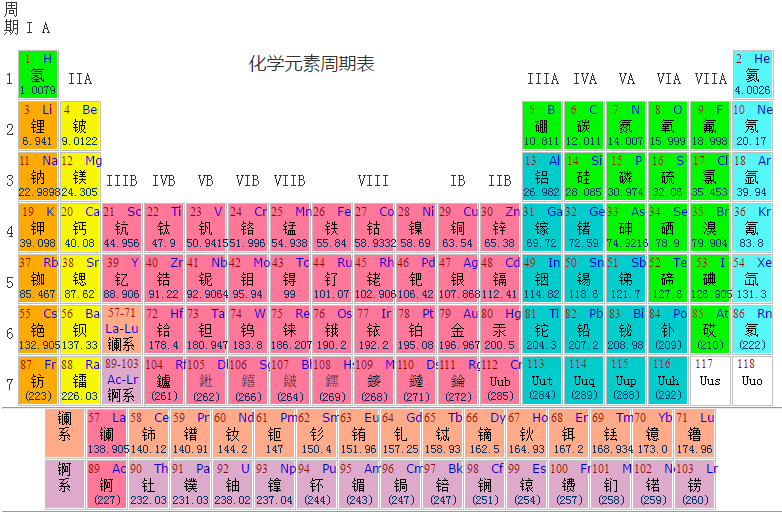 周
期 I A
化学元素周期表
1 H 氢 1.0079
2 He 氦 4.0026
1 IIA IIIA IVA VA VIA VIIA
3 Li 锂 6.941
4 Be 铍 9.0122
5 B 硼 10.811
6 C 碳 12.011
7 N 氮 14.007
8 O 氧 15.999
9 F 氟 18.998
10 Ne 氖 20.17
2
11 Na 钠 22.9898
12 Mg 镁 24.305
13 Al 铝 26.982
14 Si 硅 28.085
15 P 磷 30.974
16 S 硫 32.06
17 Cl 氯 35.453
18 Ar 氩 39.94
3 IIIB IVB VB VIB VIIB VIII IB IIB
19 K 钾 39.098
20 Ca 钙 40.08
21 Sc 钪 44.956
22 Ti 钛 47.9
23 V 钒 50.9415
24 Cr 铬 51.996
25 Mn 锰 54.938
26 Fe 铁 55.84
27 Co 钴 58.9332
28 Ni 镍 58.69
29 Cu 铜 63.54
30 Zn 锌 65.38
31 Ga 镓 69.72
32 Ge 锗 72.59
33 As 砷 74.9216
34 Se 硒 78.9
35 Br 溴 79.904
36 Kr 氪 83.8
4
37 Rb 铷 85.467
38 Sr 锶 87.62
39 Y 钇 88.906
40 Zr 锆 91.22
41 Nb 铌 92.9064
42 Mo 钼 95.94
43 Tc 锝 99
44 Ru 钌 101.07
45 Rh 铑 102.906
46 Pd 钯 106.42
47 Ag 银 107.868
48 Cd 镉 112.41
49 In 铟 114.82
50 Sn 锡 118.6
51 Sb 锑 121.7
52 Te 碲 127.6
53 I 碘 126.905
54 Xe 氙 131.3
5
55 Cs 铯 132.905
56 Ba 钡 137.33
57-71 La-Lu 镧系
72 Hf 铪 178.4
73 Ta 钽 180.947
74 W 钨 183.8
75 Re 铼 186.207
76 Os 锇 190.2
77 Ir 铱 192.2
78 Pt 铂 195.08
79 Au 金 196.967
80 Hg 汞 200.5
81 Tl 铊 204.3
82 Pb 铅 207.2
83 Bi 铋 208.98
84 Po 钋 (209)
85 At 砹 (210)
86 Rn 氡 (222)
6
87 Fr 钫 (223)
88 Ra 镭 226.03
89-103 Ac-Lr 锕系
104 Rf (261)
105 (262)
106 (266)
107 (264)
108 (269)
109 M (268)
110 (271)
111 (272)
112 Uub (285)
113 Uut (284)
114 Uuq (289)
115 Uup (288)
116 Uuh (292)
117 Uus
118 Uuo
7
镧系
57 La 镧 138.905
58 Ce 铈 140.12
59 Pr 镨 140.91
60 Nd 钕 144.2
61 Pm 钷 147
62 Sm 钐 150.4
63 Eu 铕 151.96
64 Gd 钆 157.25
65 Tb 铽 158.93
66 Dy 镝 162.5
67 Ho 钬 164.93
68 Er 铒 167.2
69 Tm 铥 168.934
70 Yb 镱 173.0
71 Lu 镥 174.96
锕系
89 Ac 锕 (227)
90 Th 钍 232.03
91 Pa 镤 231.03
92 U 铀 238.02
93 Np 镎 237.04
94 Pu 钚 (244)
95 Am 镅 (243)
96 Cm 锔 (247)
97 Bk 锫 (247)
98 Cf 锎 (251)
99 Es 锿 (254)
100 镄 (257)
101 钔 (258)
102 锘 (259)
103 Lr 铹 (260)